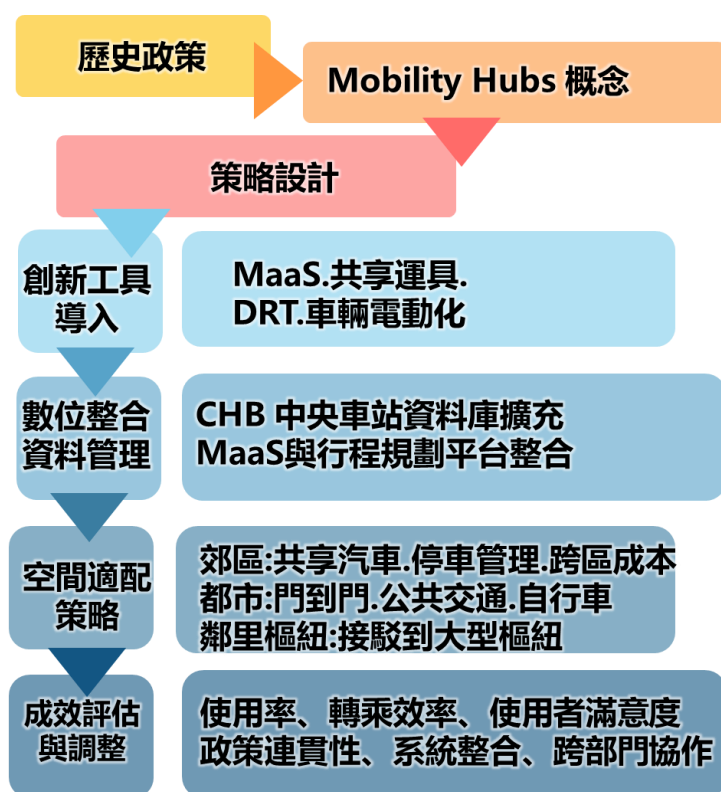 歷史政策
Mobility Hubs 概念
策略設計
創新工具
導入
MaaS.共享運具.
DRT.車輛電動化
數位整合
資料管理
CHB 中央車站資料庫擴充
MaaS與行程規劃平台整合
空間適配
策略
郊區:共享汽車.停車管理.跨區成本
都市:門到門.公共交通.自行車
鄰里樞紐:接駁到大型樞紐
成效評估
與調整
使用率、轉乘效率、使用者滿意度
政策連貫性、系統整合、跨部門協作